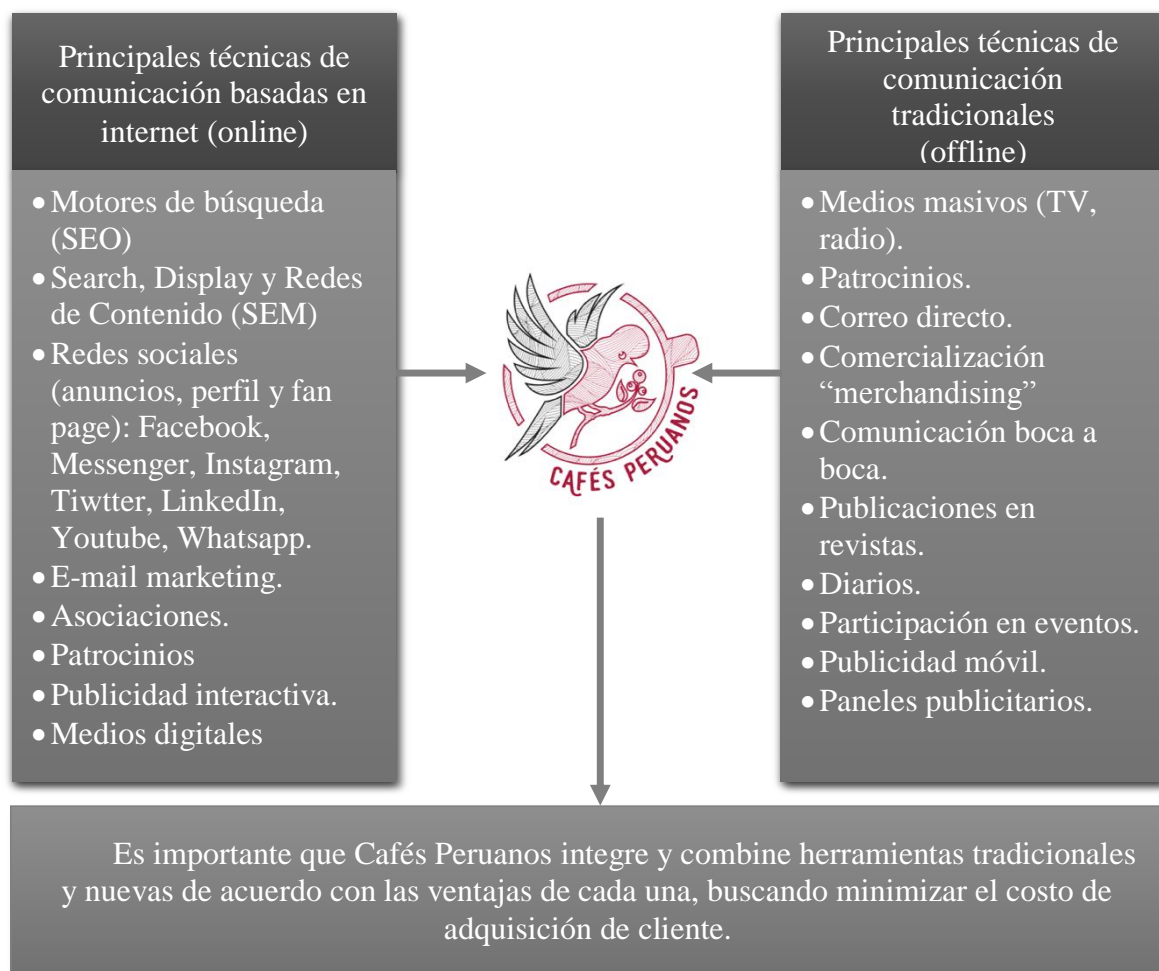 Principales técnicas de
comunicación basadas en
internet (online)
• Motores de búsqueda
(SEO)
• Search, Display y Redes
de Contenido (SEM)
• Redes sociales
(anuncios, perfil y fan
page): Facebook,
Messenger, Instagram,
Tiwtter, LinkedIn,
Youtube, Whatsapp.
• E-mail marketing.
• Asociaciones.
• Patrocinios
• Publicidad interactiva.
• Medios digitales
CAFÉS PERUANOS
Principales técnicas de
comunicación
tradicionales
(offline)
• Medios masivos (TV,
radio).
• Patrocinios.
• Correo directo.
• Comercialización
“merchandising”
• Comunicación boca a
boca.
• Publicaciones en
revistas.
• Diarios.
• Participación en eventos.
• Publicidad móvil.
• Paneles publicitarios.
Es importante que Cafés Peruanos integre y combine herramientas tradicionales
y nuevas de acuerdo con las ventajas de cada una, buscando minimizar el costo de
adquisición de cliente.